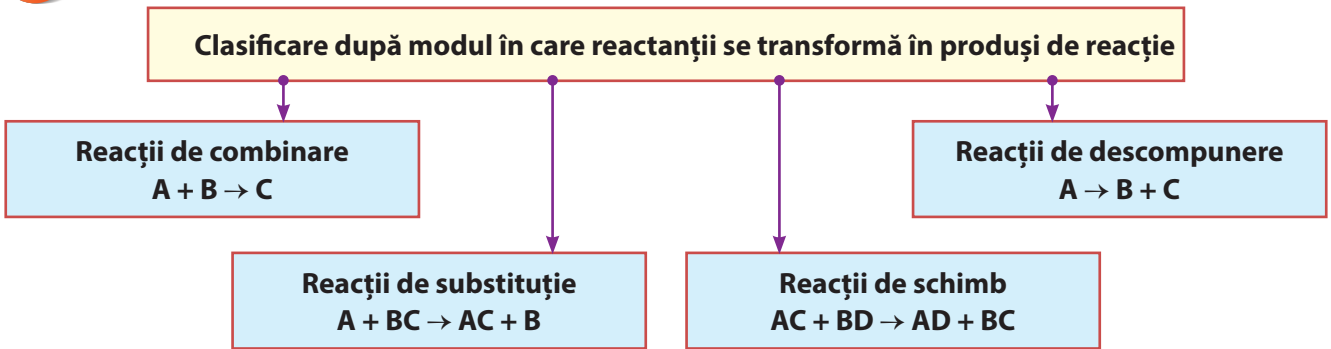 Clasificare după modul în care reactanții se transformă în produși de reacție
Reacții de combinare
A + B → C
Reacții de descompunere
A → B + C
Reacții de substituție
A + BC → AC + B
Reacții de schimb
AC + BD → AD + BC